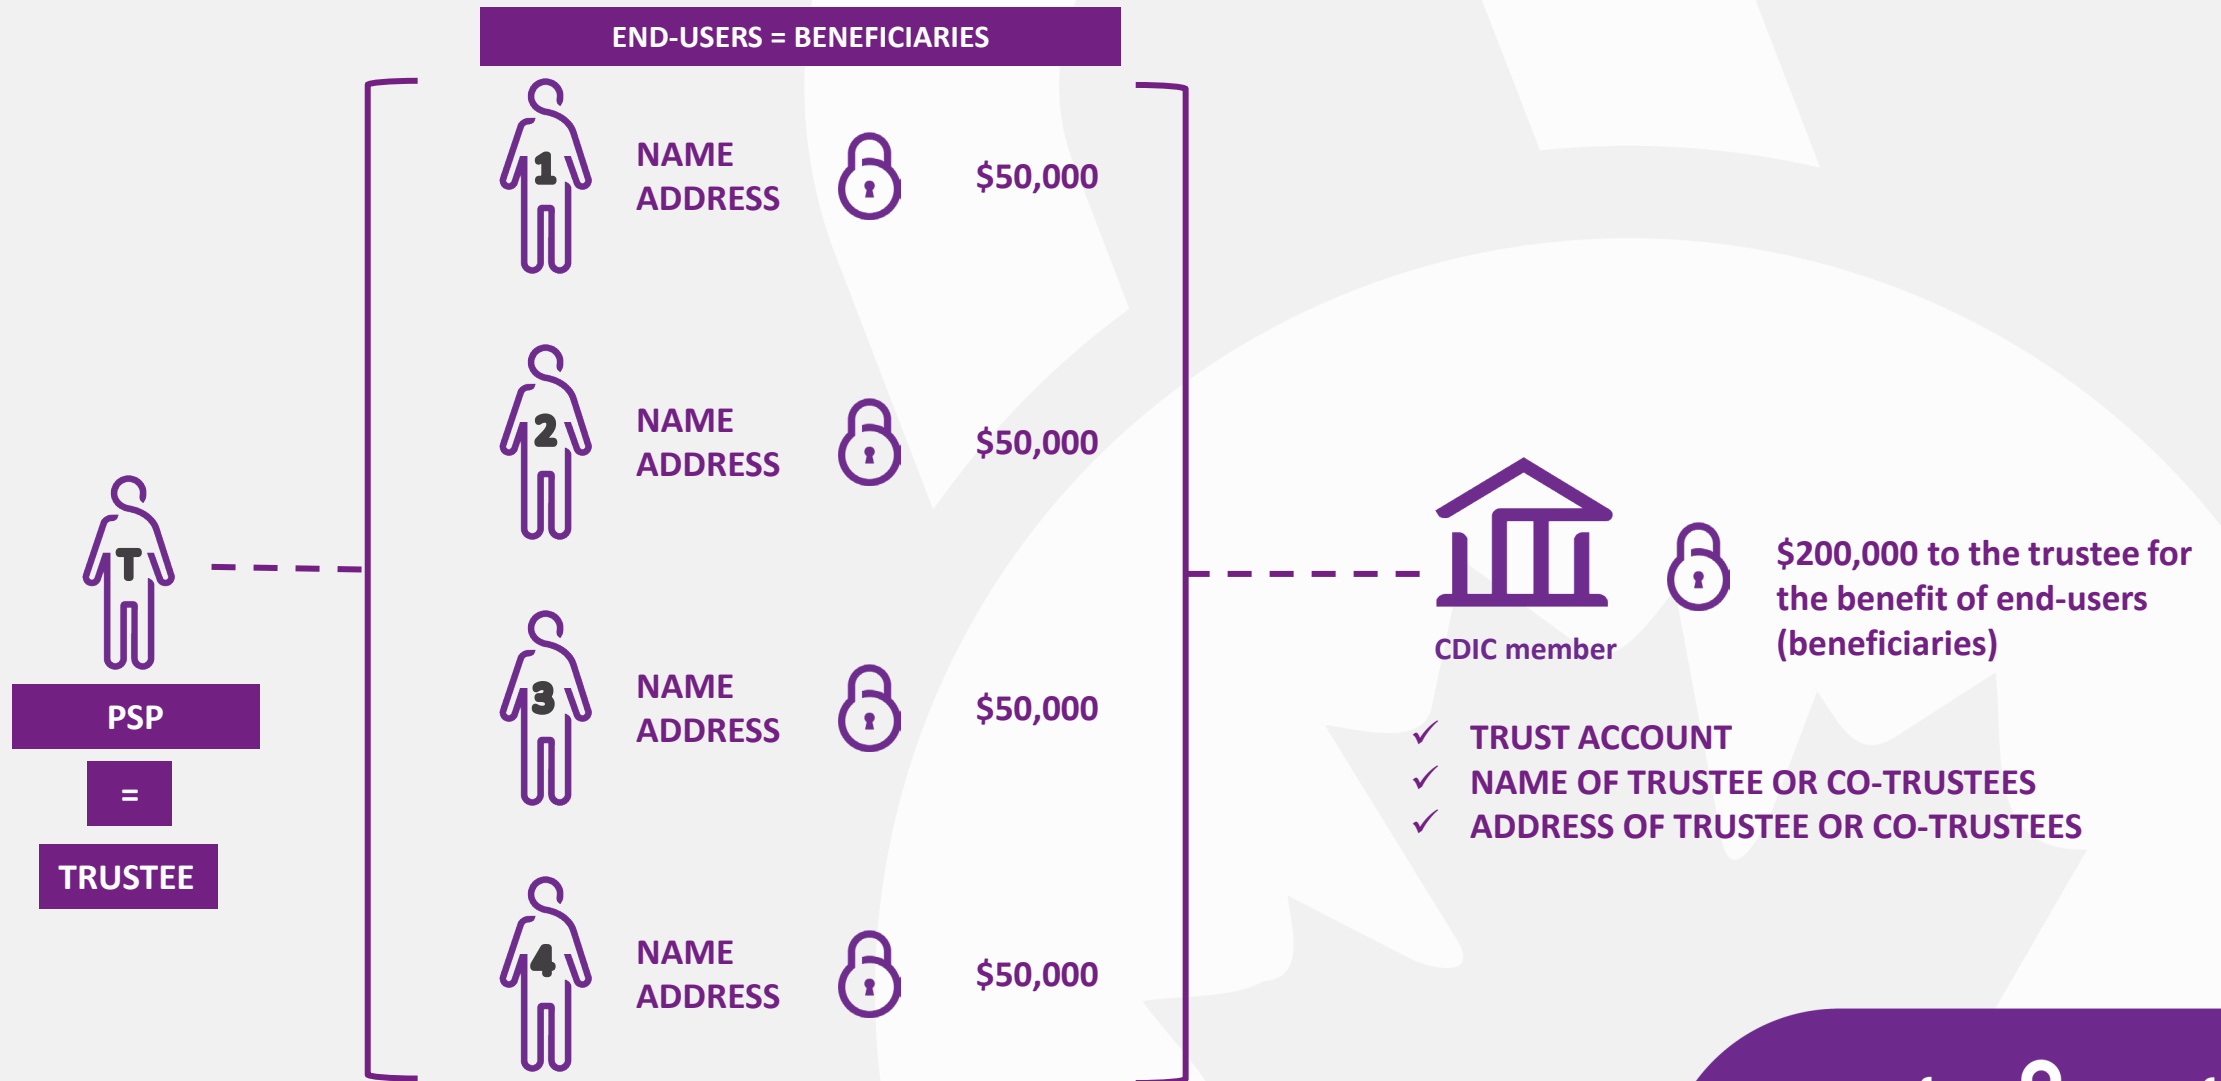 END-USERS = BENEFICIARIES
1
NAME
ADDRESS
$50,000
2
NAME
ADDRESS
$50,000
T
PSP
=
TRUSTEE
3
NAME
ADDRESS
$50,000
4
NAME
ADDRESS
$50,000
CDIC member
$200,000 to the trustee for
the benefit of end-users
(beneficiaries)
✓ TRUST ACCOUNT
✓ NAME OF TRUSTEE OR CO-TRUSTEES
✓ ADDRESS OF TRUSTEE OR CO-TRUSTEES